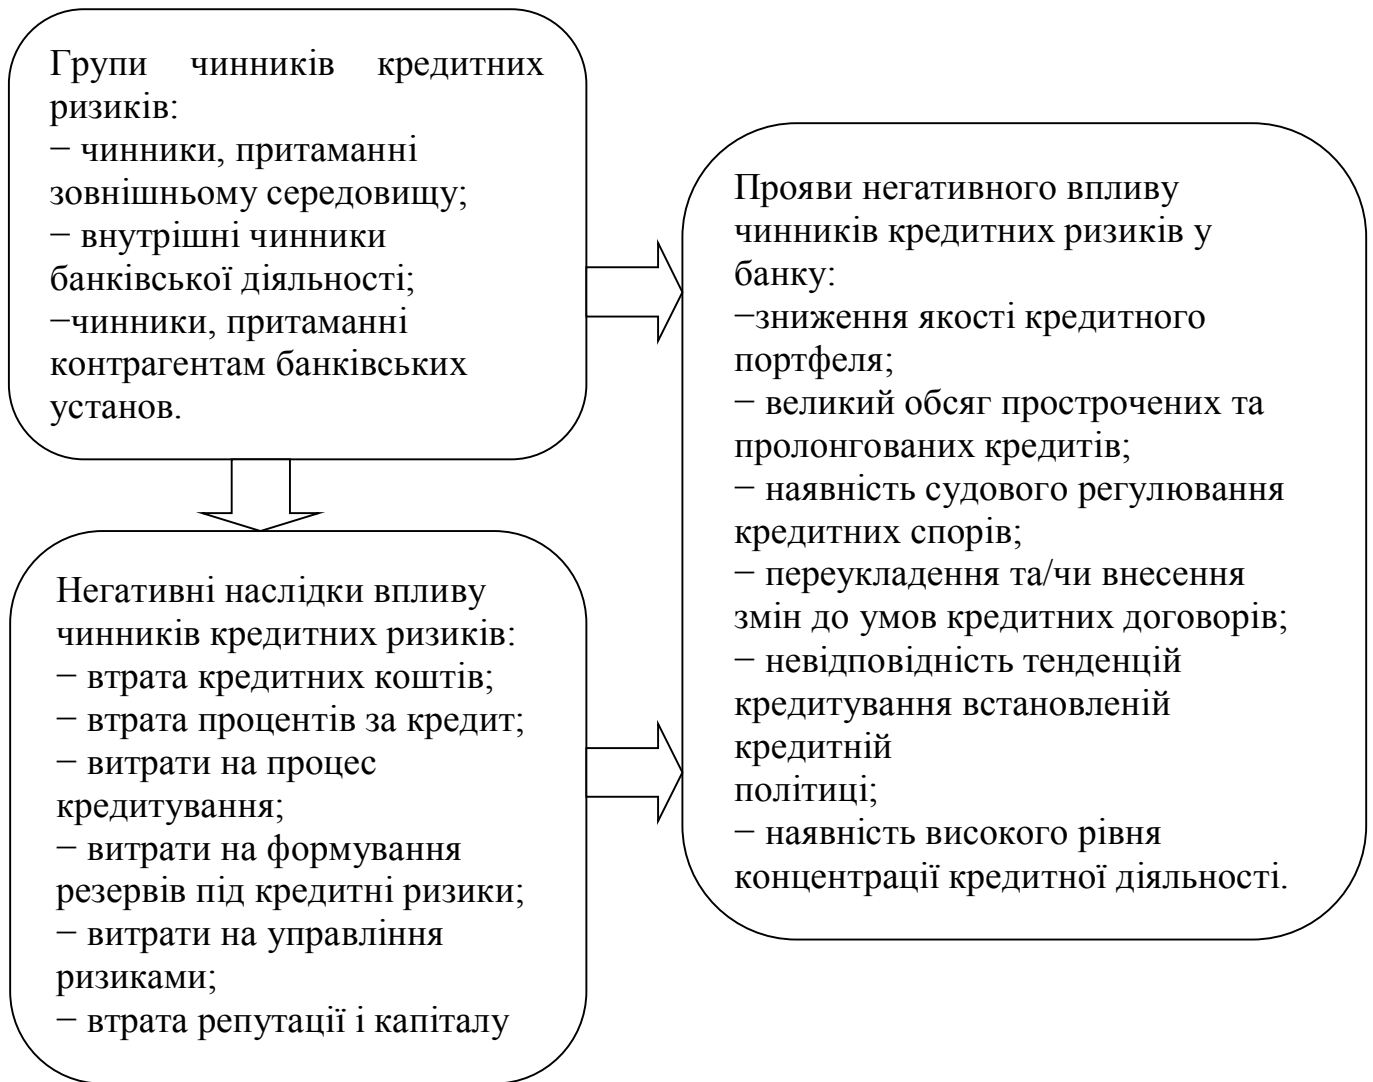 Групи чинників кредитних
ризиків:
− чинники, притаманні
зовнішньому середовищу;
− внутрішні чинники
банківської діяльності;
−чинники, притаманні
контрагентам банківських
установ.
Негативні наслідки впливу
чинників кредитних ризиків:
− втрата кредитних коштів;
− втрата процентів за кредит;
− витрати на процес
кредитування;
− витрати на формування
резервів під кредитні ризики;
− витрати на управління
ризиками;
− втрата репутації і капіталу
Прояви негативного впливу
чинників кредитних ризиків у
банку:
−зниження якості кредитного
портфеля;
− великий обсяг прострочених та
пролонгованих кредитів;
− наявність судового регулювання
кредитних спорів;
− переукладення та/чи внесення
змін до умов кредитних договорів;
− невідповідність тенденцій
кредитування встановленій
кредитній
політиці;
− наявність високого рівня
концентрації кредитної діяльності.